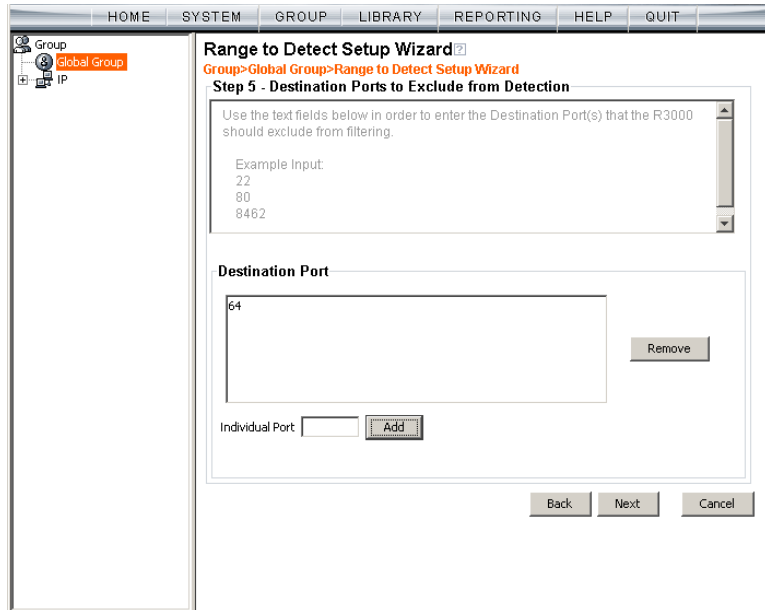 HOME SYSTEM GROUP LIBRARY REPORTING HELP QUIT
Group
Global Group
IP
Range to Detect Setup Wizard?
Group>Global Group>Range to Detect Setup Wizard
Step 5 - Destination Ports to Exclude from Detection
Use the text fields below in order to enter the Destination Port(s) that the R3000
should exclude from filtering.
Example Input:
22
80
8462
Destination Port
64
Remove
Individual Port
Add
Back Next Cancel